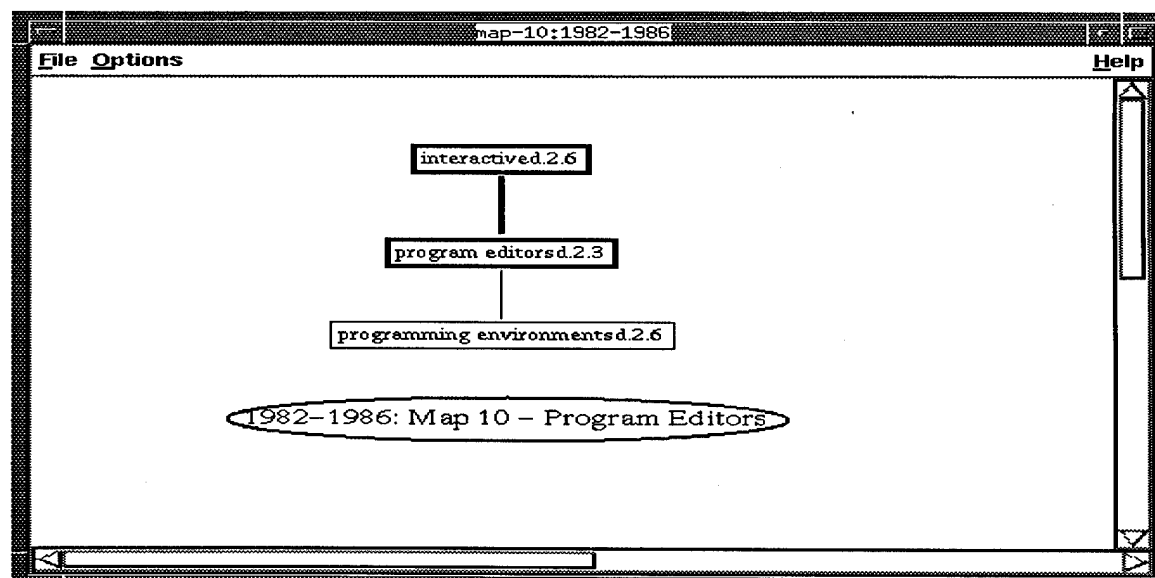 map-10:1982-1986
File Options Help
interactived.2.6
program editorsd.2.3
programming environmentsd.2.6
1982-1986: Map 10 – Program Editors